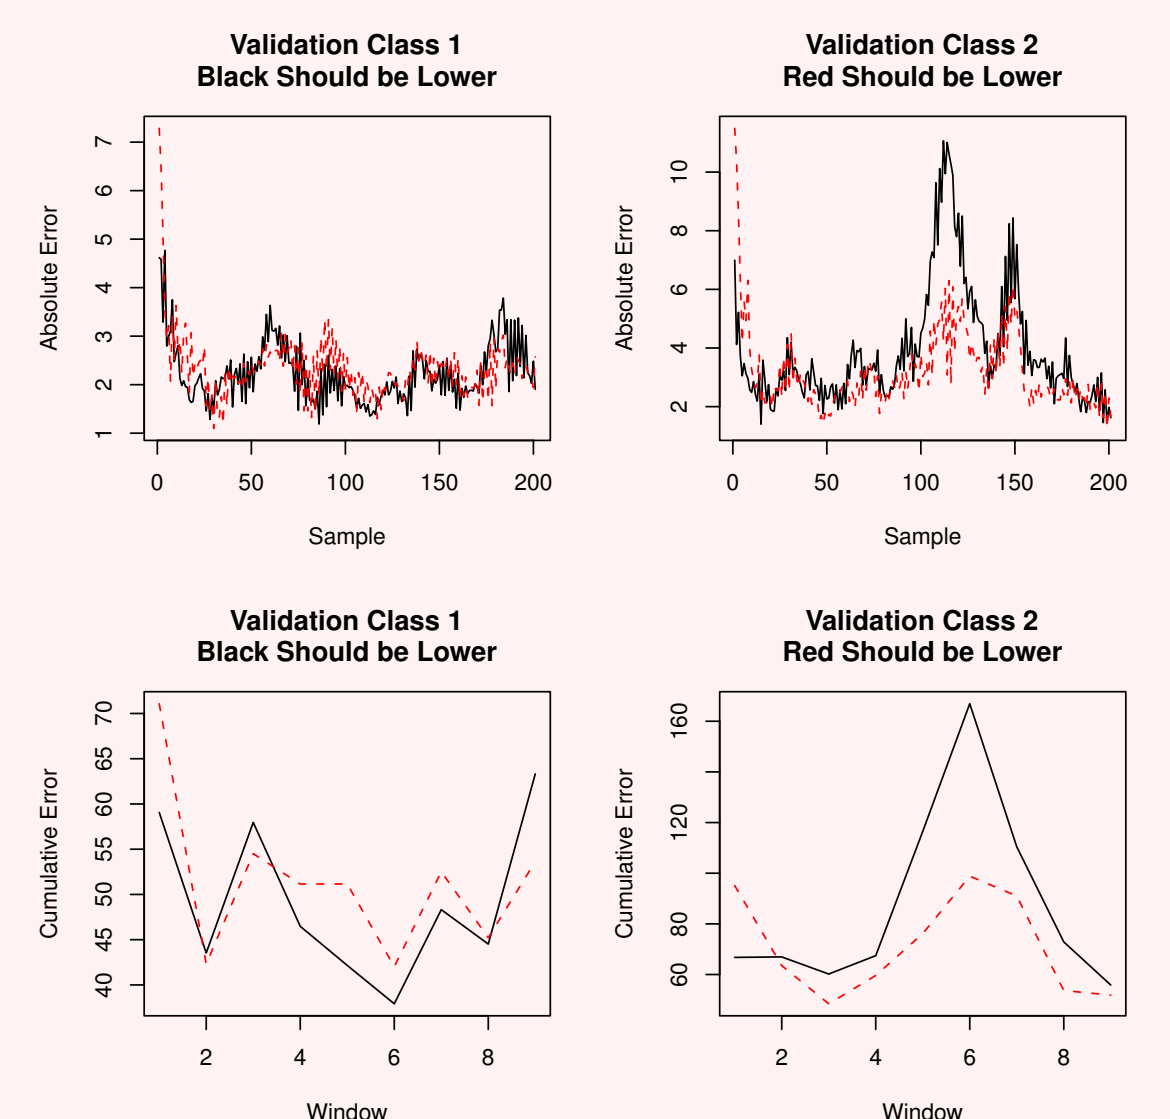 Validation Class 1
Black Should be Lower
Absolute Error
7
6
5
4
3
2
1
0 50 100 150 200
Sample
Validation Class 2
Red Should be Lower
Absolute Error
10
8
6
4
2
0 50 100 150 200
Sample
Validation Class 1
Black Should be Lower
Cumulative Error
70
65
60
55
50
45
40
2 4 6 8
Window
Validation Class 2
Red Should be Lower
Cumulative Error
160
120
80
60
2 4 6 8
Window